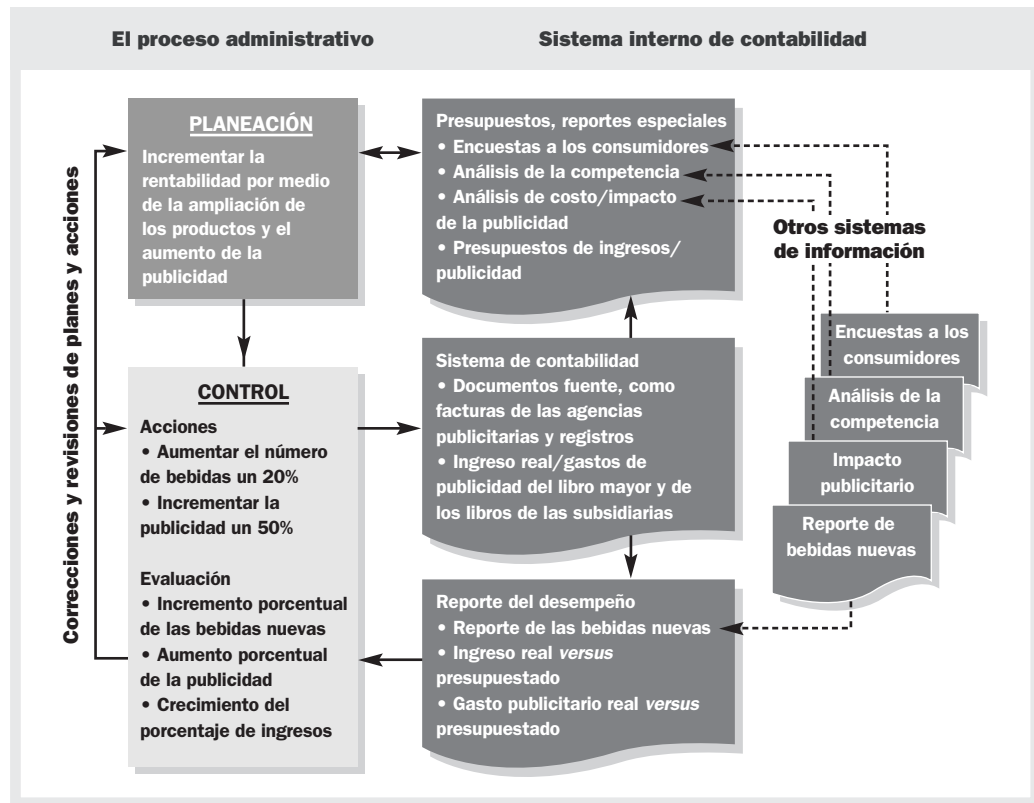 El proceso administrativo
Sistema interno de contabilidad
Correcciones y revisiones de planes y acciones
PLANEACIÓN
Incrementar la
rentabilidad por medio
de la ampliación de
los productos y el
aumento de la
publicidad
CONTROL
Acciones
• Aumentar el número
de bebidas un 20%
• Incrementar la
publicidad un 50%
Evaluación
• Incremento porcentual
de las bebidas nuevas
• Aumento porcentual
de la publicidad
• Crecimiento del
porcentaje de ingresos
Presupuestos, reportes especiales
• Encuestas a los consumidores
• Análisis de la competencia
• Análisis de costo/impacto
de la publicidad
• Presupuestos de ingresos/
publicidad
Sistema de contabilidad
• Documentos fuente, como
facturas de las agencias
publicitarias y registros
• Ingreso real/gastos de
publicidad del libro mayor y de
los libros de las subsidiarias
Reporte del desempeño
• Reporte de las bebidas nuevas
• Ingreso real versus
presupuestado
• Gasto publicitario real versus
presupuestado
Otros sistemas
de información
Encuestas a los
consumidores
Análisis de la
competencia
Impacto
publicitario
Reporte de
bebidas nuevas